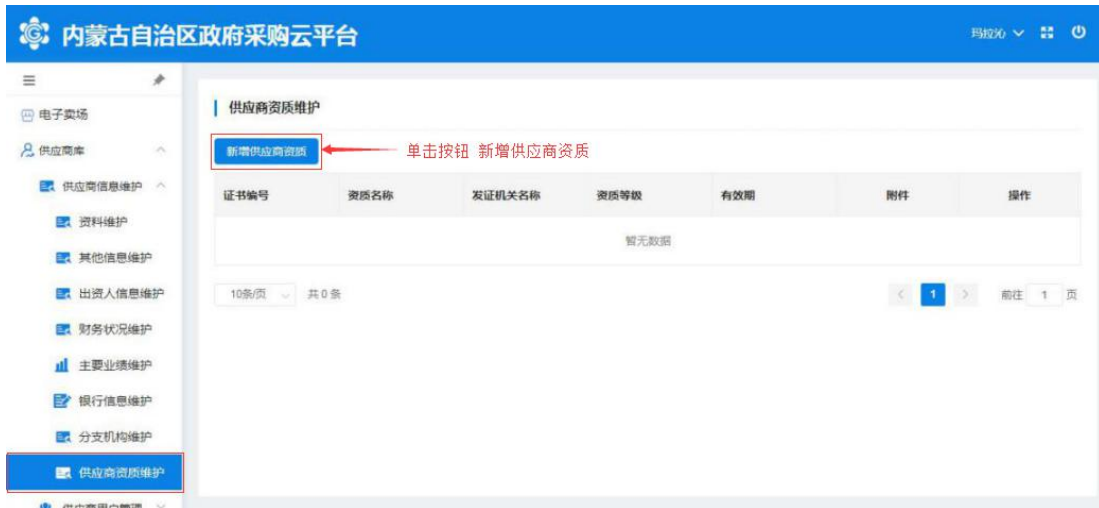 内蒙古自治区政府采购云平台
玛拉沁
电子卖场
供应商库
供应商信息维护
资料维护
其他信息维护
出资人信息维护
财务状况维护
主要业绩维护
银行信息维护
分支机构维护
供应商资质维护
供应商用户管理
供应商资质维护
新增供应商资质
单击按钮 新增供应商资质
证书编号 资质名称 发证机关名称 资质等级 有效期 附件 操作
暂无数据
10条/页 共 0 条
1 前往 1 页